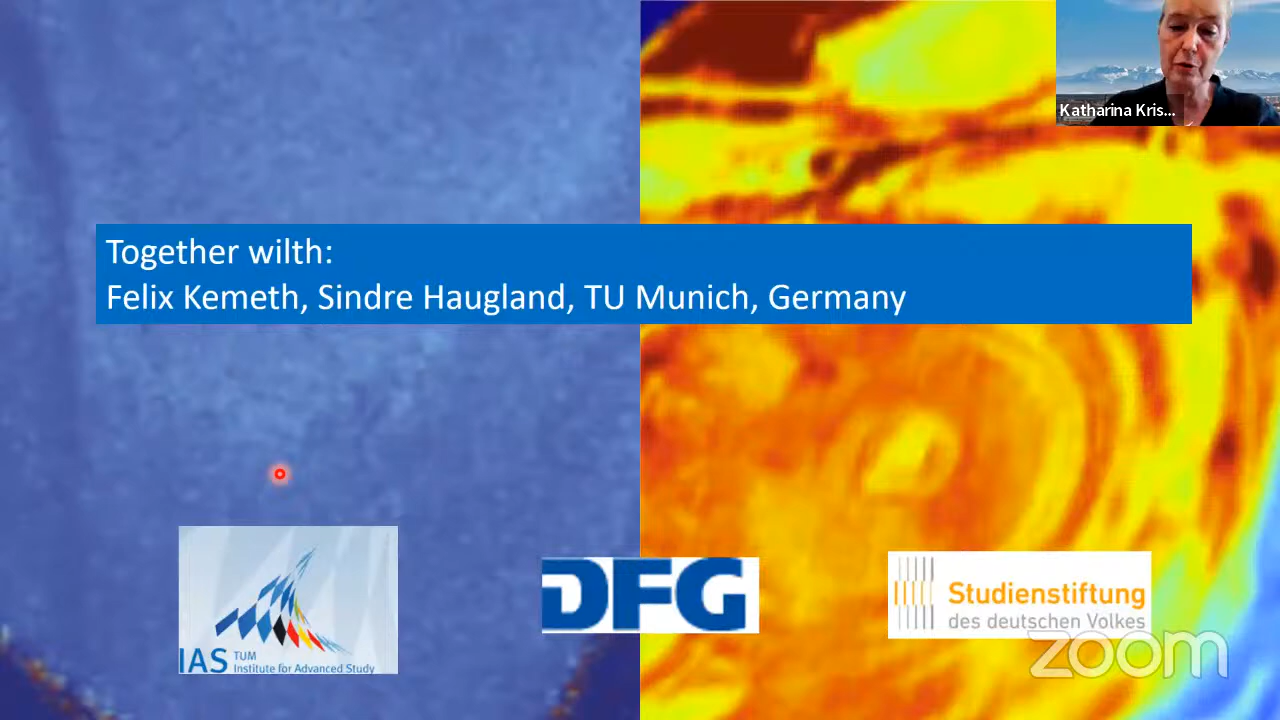 Katharina Kris...
Together wilth:
Felix Kemeth, Sindre Haugland, TU Munich, Germany
IAS TUM
Institute for Advanced Study
DFG
Studienstiftung
des deutschen Volkes
zoom